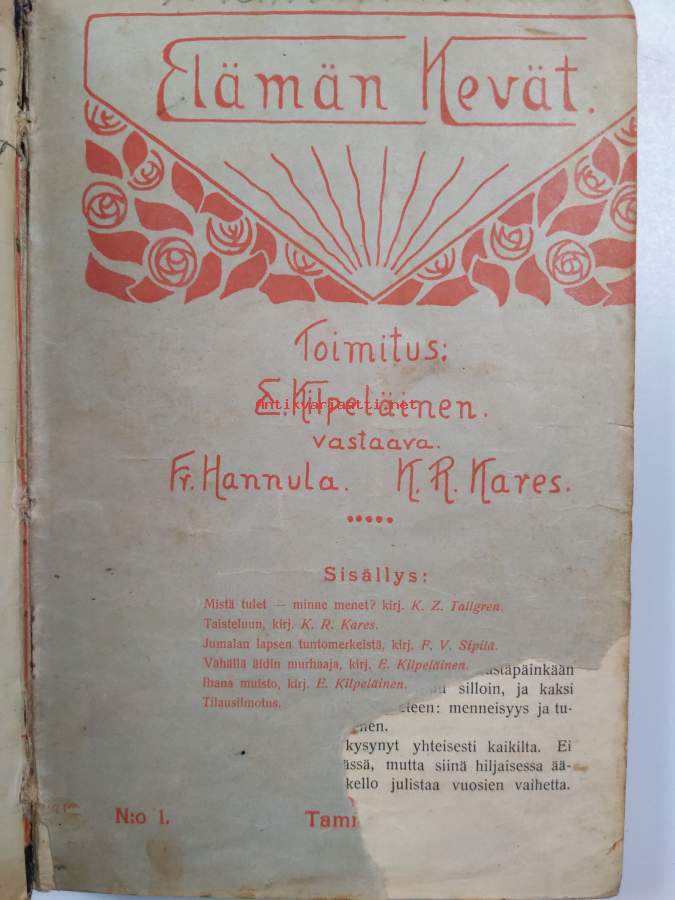 Elämän Kevät.
Toimitus:
E. Kilpeläinen.
Antikvariaatti.net
vastaava.
Fr. Hannula. K. R. Kares.
Sisällys:
Mistä tulet — minne menet? kirj. K. Z. Tallgren.
Taisteluun, kirj. K. R. Kares.
Jumalan lapsen tuntomerkeistä, kirj. F. V. Sipilä.
Vähällä äidin murhaaja, kirj. E. Kilpeläinen.
Ihana muisto, kirj. E. Kilpeläinen.
Tilausilmotus.
silloin, ja kaksi
menneisyys ja tu-
kysynyt yhteisesti kaikilta. Ei
mutta siinä hiljaisessa ää-
kello julistaa vuosien vaihetta.
N:o 1.